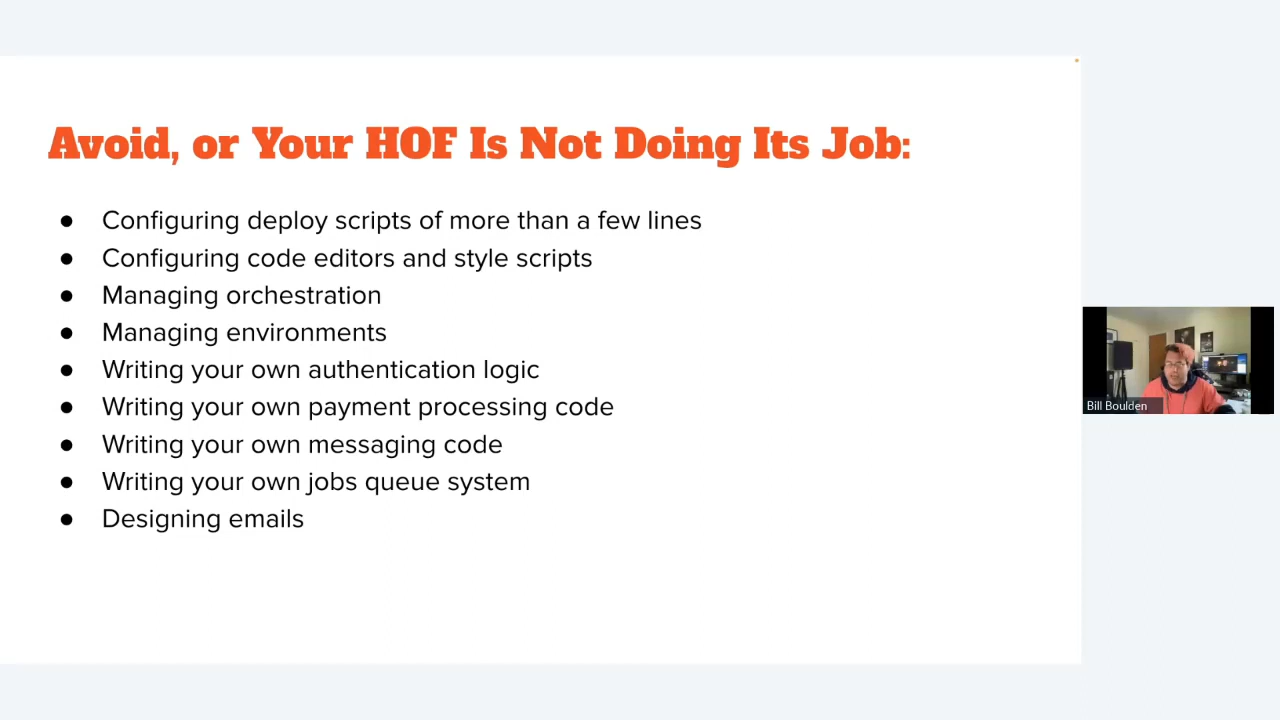 Avoid, or Your HOF Is Not Doing Its Job:
● Configuring deploy scripts of more than a few lines
● Configuring code editors and style scripts
● Managing orchestration
● Managing environments
● Writing your own authentication logic
● Writing your own payment processing code
● Writing your own messaging code
● Writing your own jobs queue system
● Designing emails
Bill Boulden